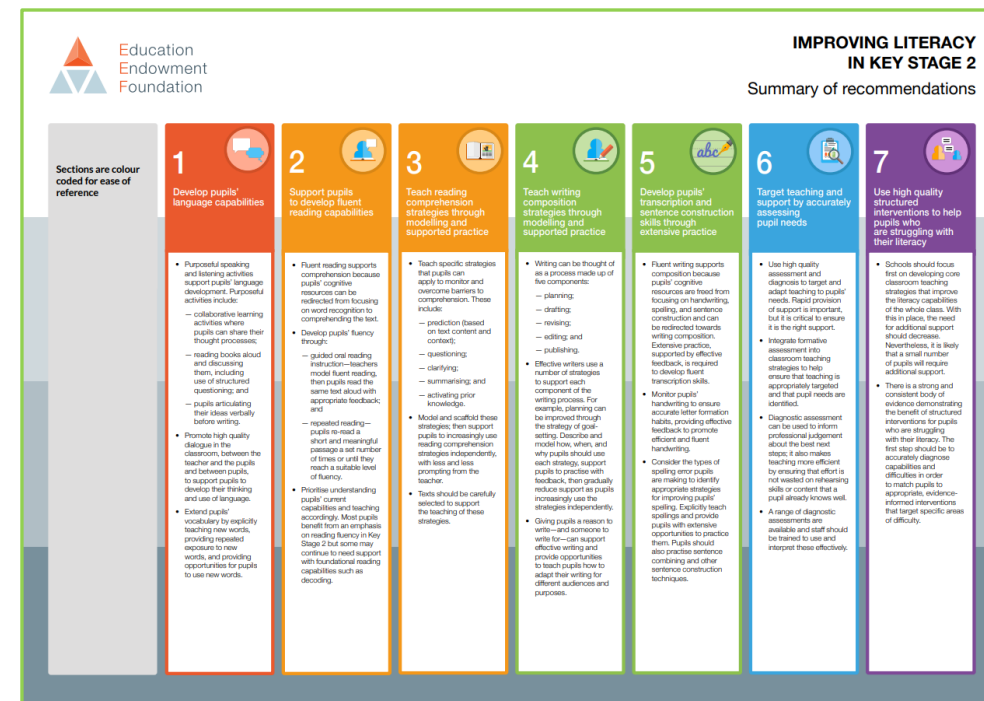 Education
Endowment
Foundation
IMPROVING LITERACY
IN KEY STAGE 2
Summary of recommendations
Sections are colour
coded for ease of
reference
1
Develop pupils'
language capabilities
• Purposeful speaking
and listening activities
support pupils' language
development. Purposeful
activities include:
— collaborative learning
activities where
pupils can share their
thought processes;
— reading books aloud
and discussing
them, including
use of structured
questioning; and
— pupils articulating
their ideas verbally
before writing.
• Promote high quality
dialogue in the
classroom, between the
teacher and the pupils
and between pupils,
to support pupils to
develop their thinking
and use of language.
• Extend pupils'
vocabulary by explicitly
teaching new words,
providing repeated
exposure to new
words, and providing
opportunities for pupils
to use new words.
2
Support pupils
to develop fluent
reading capabilities
• Fluent reading supports
comprehension because
pupils' cognitive
resources can be
redirected from focusing
on word recognition to
comprehending the text.
• Develop pupils' fluency
through:
— guided oral reading
instruction—teachers
model fluent reading,
then pupils read the
same text aloud with
appropriate feedback;
and
— repeated reading—
pupils re-read a
short and meaningful
passage a set number
of times or until they
reach a suitable level
of fluency.
• Prioritise understanding
pupils' current
capabilities and teaching
accordingly. Most pupils
benefit from an emphasis
on reading fluency in Key
Stage 2 but some may
continue to need support
with foundational reading
capabilities such as
decoding.
3
Teach reading
comprehension
strategies through
modelling and
supported practice
• Teach specific strategies
that pupils can
apply to monitor and
overcome barriers to
comprehension. These
include:
— prediction (based
on text content and
context);
— questioning;
— clarifying;
— summarising; and
— activating prior
knowledge.
• Model and scaffold these
strategies; then support
pupils to increasingly use
reading comprehension
strategies independently,
with less and less
prompting from the
teacher.
• Texts should be carefully
selected to support
the teaching of these
strategies.
4
Teach writing
composition
strategies through
modelling and
supported practice
• Writing can be thought of
as a process made up of
five components:
— planning;
— drafting;
— revising;
— editing; and
— publishing.
• Effective writers use a
number of strategies
to support each
component of the
writing process. For
example, planning can
be improved through
the strategy of goal-
setting. Describe and
model how, when, and
why pupils should use
each strategy, support
pupils to practise with
feedback, then gradually
reduce support as pupils
increasingly use the
strategies independently.
• Giving pupils a reason to
write—and someone to
write for—can support
effective writing and
provide opportunities
to teach pupils how to
adapt their writing for
different audiences and
purposes.
5
abc
Develop pupils'
transcription and
sentence construction
skills through
extensive practice
• Fluent writing supports
composition because
pupils' cognitive
resources are freed from
focusing on handwriting,
spelling, and sentence
construction and can
be redirected towards
writing composition.
Extensive practice,
supported by effective
feedback, is required
to develop fluent
transcription skills.
• Monitor pupils'
handwriting to ensure
accurate letter formation
habits, providing effective
feedback to promote
efficient and fluent
handwriting.
• Consider the types of
spelling error pupils
are making to identify
appropriate strategies
for improving pupils'
spelling. Explicitly teach
spellings and provide
pupils with extensive
opportunities to practise
them. Pupils should
also practise sentence
combining and other
sentence construction
techniques.
6
Target teaching and
support by accurately
assessing
pupil needs
• Use high quality
assessment and
diagnosis to target and
adapt teaching to pupils'
needs. Rapid provision
of support is important,
but it is critical to ensure
it is the right support.
• Integrate formative
assessment into
classroom teaching
strategies to help
ensure that teaching is
appropriately targeted
and that pupil needs are
identified.
• Diagnostic assessment
can be used to inform
professional judgement
about the best next
steps; it also makes
teaching more efficient
by ensuring that effort is
not wasted on rehearsing
skills or content that a
pupil already knows well.
• A range of diagnostic
assessments are
available and staff should
be trained to use and
interpret these effectively.
7
Use high quality
structured
interventions to help
pupils who
are struggling with
their literacy
• Schools should focus
first on developing core
classroom teaching
strategies that improve
the literacy capabilities
of the whole class. With
this in place, the need
for additional support
should decrease.
Nevertheless, it is likely
that a small number
of pupils will require
additional support.
• There is a strong and
consistent body of
evidence demonstrating
the benefit of structured
interventions for pupils
who are struggling
with their literacy. The
first step should be to
accurately diagnose
capabilities and
difficulties in order
to match pupils to
appropriate, evidence-
informed interventions
that target specific areas
of difficulty.